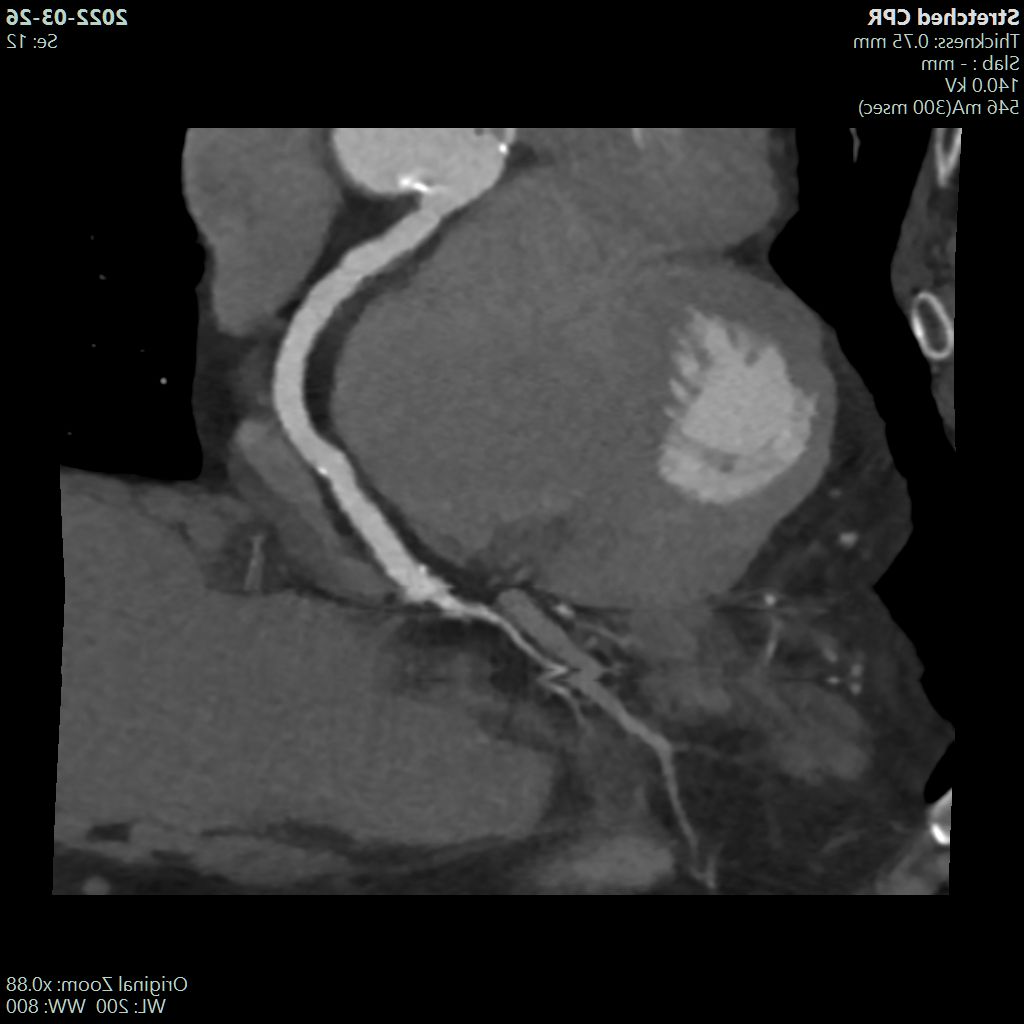 Stretched CPR
Thickness: 0.75 mm
Slab : - mm
140.0 kV
546 mA(300 msec)
2022-03-26
Se: 12
Original Zoom: x0.88
WL: 200 WW: 800